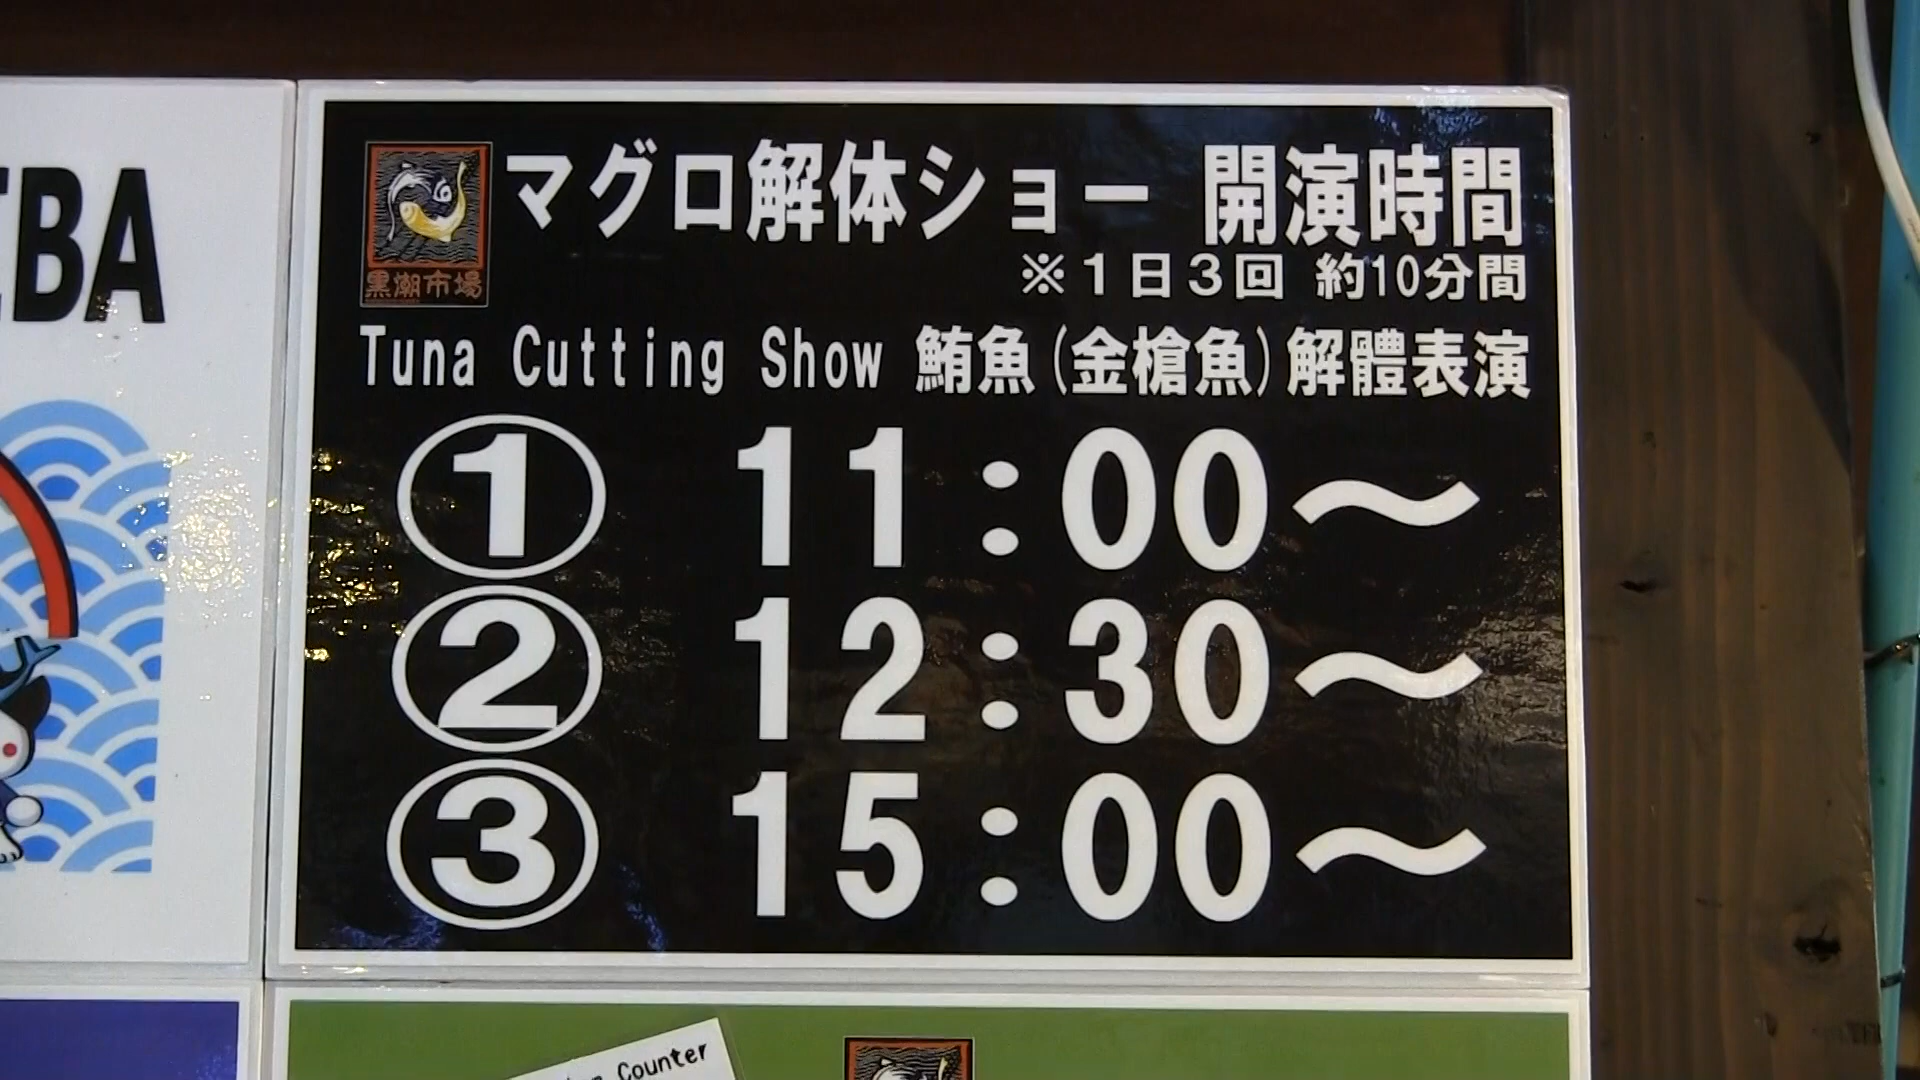 マグロ解体ショー 開演時間
※1日3回 約10分間
黒潮市場
Tuna Cutting Show 鮪魚(金槍魚)解體表演
① 11:00〜
② 12:30〜
③ 15:00〜
Counter